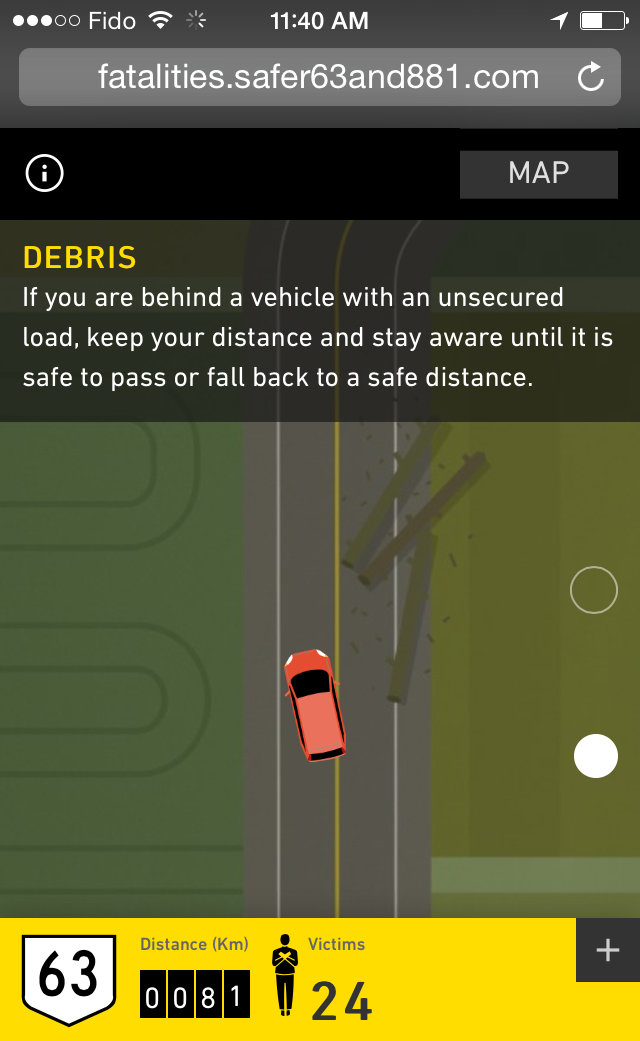 Fido 11:40 AM
fatalities.safer63and881.com
MAP
DEBRIS
If you are behind a vehicle with an unsecured
load, keep your distance and stay aware until it is
safe to pass or fall back to a safe distance.
63
Distance (Km)
0081
Victims
24